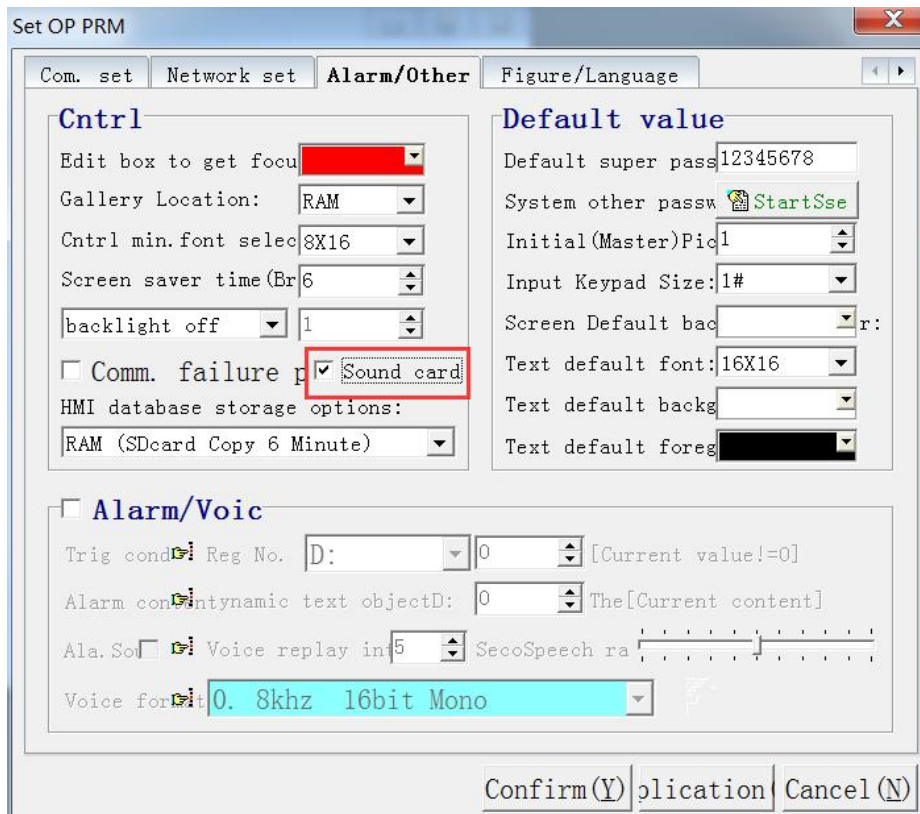 Set OP PRM
Com. set Network set Alarm/Other Figure/Language
Cntrl
Edit box to get focu
Gallery Location: RAM
Cntrl min.font selec 8X16
Screen saver time(Br 6
backlight off 1
Comm. failure p Sound card
HMI database storage options:
RAM (SDcard Copy 6 Minute)
Default value
Default super pass 12345678
System other passw StartSse
Initial(Master)Pic 1
Input Keypad Size: 1#
Screen Default bac r:
Text default font: 16X16
Text default backg
Text default foreg
Alarm/Voic
Trig cond Reg No. D: 0 [Current value!=0]
Alarm con ntynamic text objectD: 0 The[Current content]
Ala.Sou Voice replay int 5 SecoSpeech ra
Voice for t 0. 8khz 16bit Mono
Confirm(Y) plication( Cancel(N)